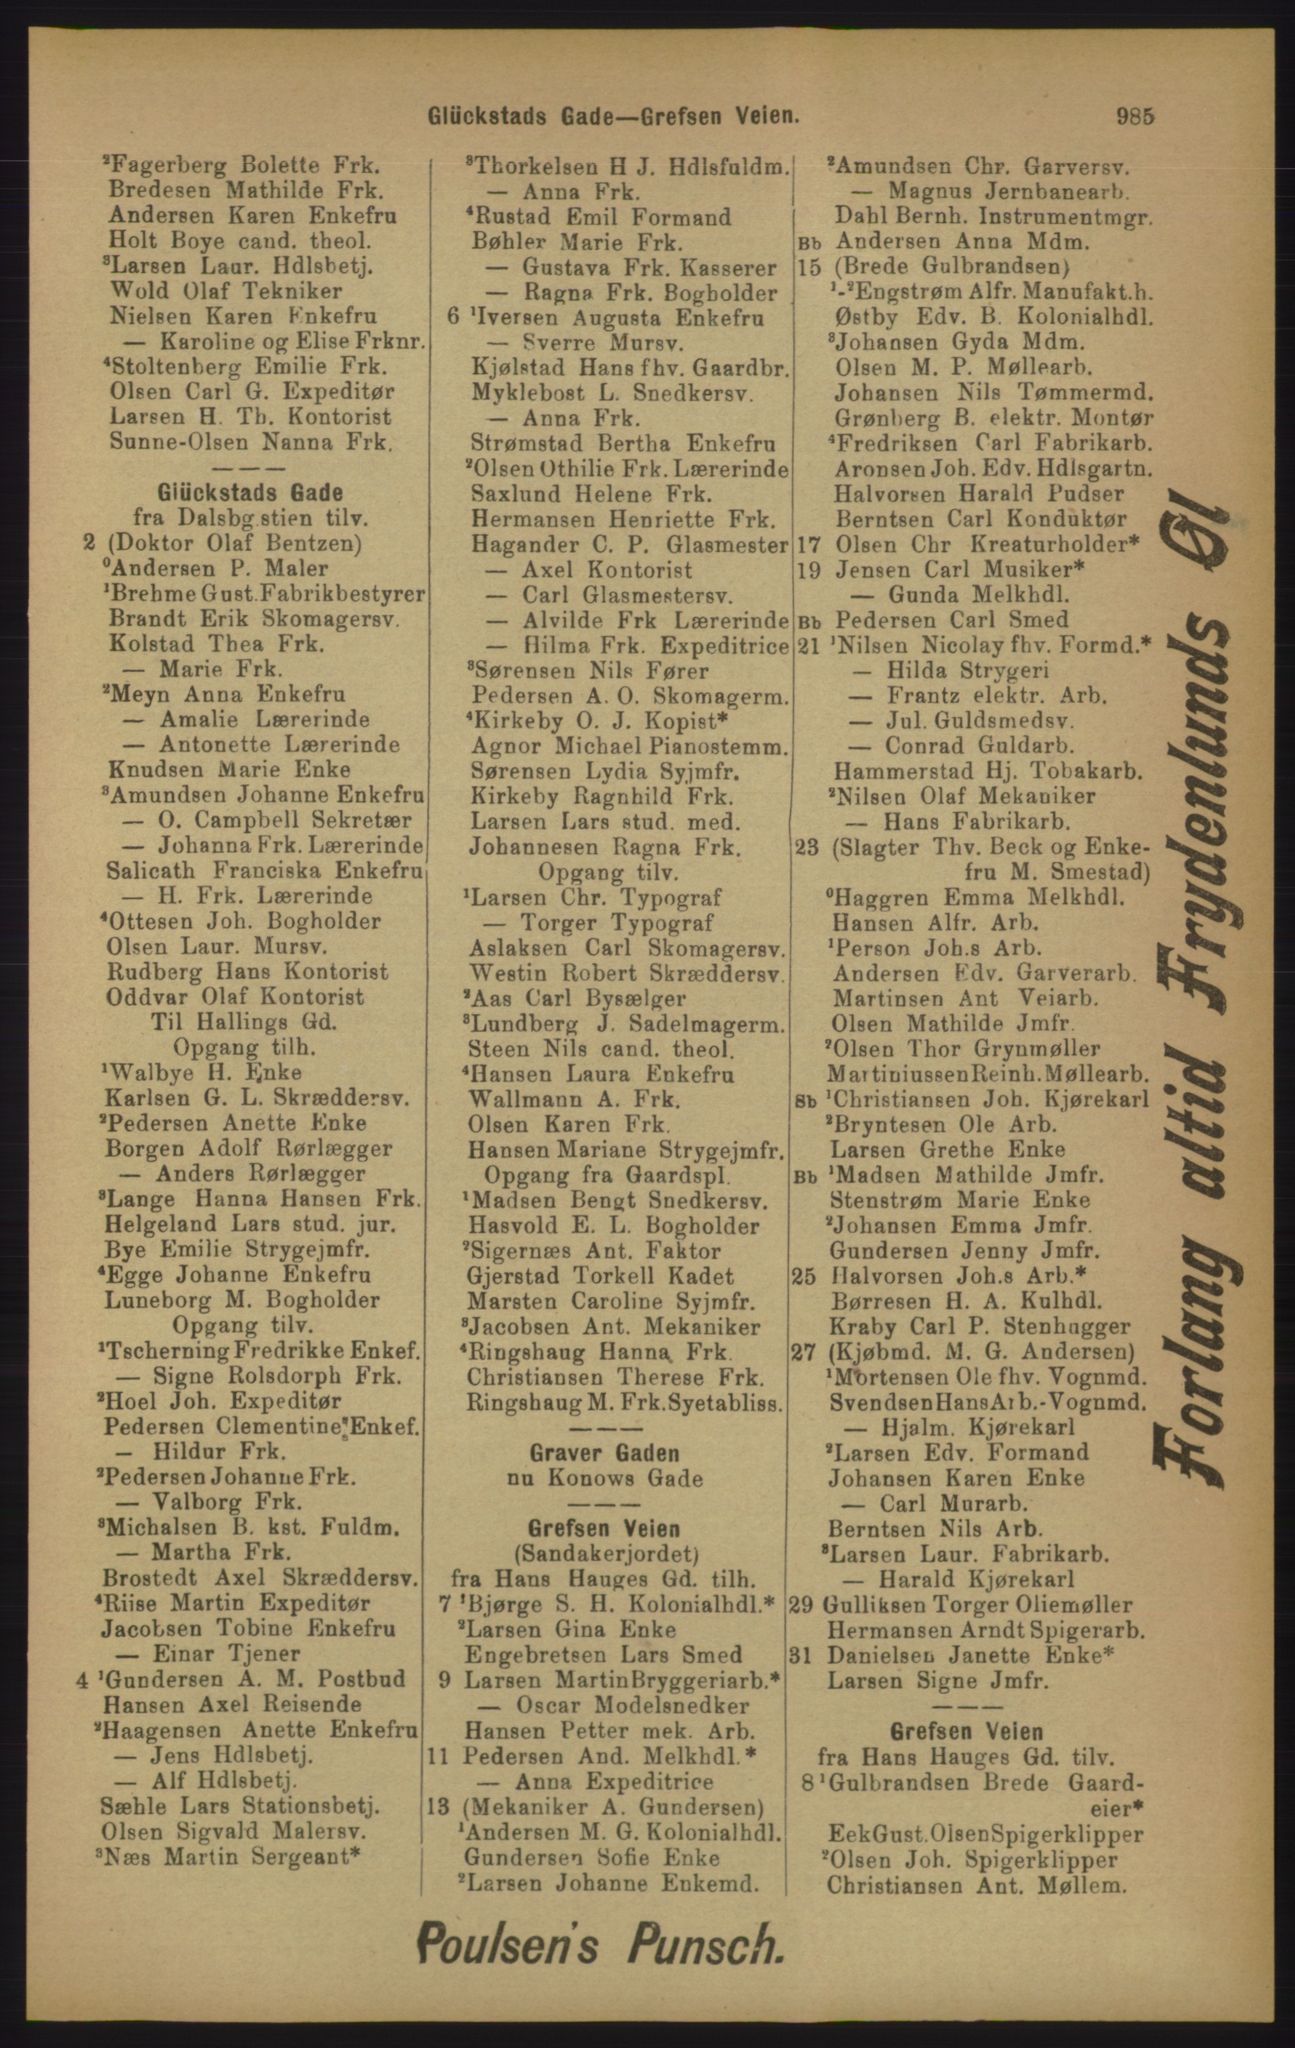 Glückstads Gade—Grefsen Veien. 985
²Fagerberg Bolette Frk.
Bredesen Mathilde Frk.
Andersen Karen Enkefru
Holt Boye cand. theol.
³Larsen Laur. Hdlsbetj.
Wold Olaf Tekniker
Nielsen Karen Enkefru
— Karoline og Elise Frknr.
⁴Stoltenberg Emilie Frk.
Olsen Carl G. Expeditør
Larsen H. Th. Kontorist
Sunne-Olsen Nanna Frk.
———
Glückstads Gade
fra Dalsbg.stien tilv.
2 (Doktor Olaf Bentzen)
⁰Andersen P. Maler
¹Brehme Gust. Fabrikbestyrer
Brandt Erik Skomagersv.
Kolstad Thea Frk.
— Marie Frk.
²Meyn Anna Enkefru
— Amalie Lærerinde
— Antonette Lærerinde
Knudsen Marie Enke
³Amundsen Johanne Enkefru
— O. Campbell Sekretær
— Johanna Frk. Lærerinde
Salicath Franciska Enkefru
— H. Frk. Lærerinde
⁴Ottesen Joh. Bogholder
Olsen Laur. Mursv.
Rudberg Hans Kontorist
Oddvar Olaf Kontorist
Til Hallings Gd.
Opgang tilh.
¹Walbye H. Enke
Karlsen G. L. Skræddersv.
²Pedersen Anette Enke
Borgen Adolf Rørlægger
— Anders Rørlægger
³Lange Hanna Hansen Frk.
Helgeland Lars stud. jur.
Bye Emilie Strygejmfr.
⁴Egge Johanne Enkefru
Luneborg M. Bogholder
Opgang tilv.
¹Tscherning Fredrikke Enkef.
— Signe Rolsdorph Frk.
²Hoel Joh. Expeditør
Pedersen Clementine Enkef.
— Hildur Frk.
²Pedersen Johanne Frk.
— Valborg Frk.
³Michalsen B. kst. Fuldm.
— Martha Frk.
Brostedt Axel Skræddersv.
⁴Riise Martin Expeditør
Jacobsen Tobine Enkefru
— Einar Tjener
4 ¹Gundersen A. M. Postbud
Hansen Axel Reisende
²Haagensen Anette Enkefru
— Jens Hdlsbetj.
— Alf Hdlsbetj.
Sæhle Lars Stationsbetj.
Olsen Sigvald Malersv.
³Næs Martin Sergeant*
³Thorkelsen H J. Hdlsfuldm.
— Anna Frk.
⁴Rustad Emil Formand
Bøhler Marie Frk.
— Gustava Frk. Kasserer
— Ragna Frk. Bogholder
6 ¹Iversen Augusta Enkefru
— Sverre Mursv.
Kjølstad Hans fhv. Gaardbr.
Myklebost L. Snedkersv.
— Anna Frk.
Strømstad Bertha Enkefru
²Olsen Othilie Frk. Lærerinde
Saxlund Helene Frk.
Hermansen Henriette Frk.
Hagander C. P. Glasmester
— Axel Kontorist
— Carl Glasmestersv.
— Alvilde Frk Lærerinde
— Hilma Frk. Expeditrice
³Sørensen Nils Fører
Pedersen A. O. Skomagerm.
⁴Kirkeby O. J. Kopist*
Agnor Michael Pianostemm.
Sørensen Lydia Syjmfr.
Kirkeby Ragnhild Frk.
Larsen Lars stud. med.
Johannesen Ragna Frk.
Opgang tilv.
¹Larsen Chr. Typograf
— Torger Typograf
Aslaksen Carl Skomagersv.
Westin Robert Skræddersv.
²Aas Carl Bysælger
³Lundberg J. Sadelmagerm.
Steen Nils cand. theol.
⁴Hansen Laura Enkefru
Wallmann A. Frk.
Olsen Karen Frk.
Hansen Mariane Strygejmfr.
Opgang fra Gaardspl.
¹Madsen Bengt Snedkersv.
Hasvold E. L. Bogholder
²Sigernæs Ant. Faktor
Gjerstad Torkell Kadet
Marsten Caroline Syjmfr.
³Jacobsen Ant. Mekaniker
⁴Ringshaug Hanna Frk.
Christiansen Therese Frk.
Ringshaug M. Frk. Syetabliss.
———
Graver Gaden
nu Konows Gade
———
Grefsen Veien
(Sandakerjordet)
fra Hans Hauges Gd. tilh.
7 ¹Bjørge S. H. Kolonialhdl.*
²Larsen Gina Enke
Engebretsen Lars Smed
9 Larsen Martin Bryggeriarb.*
— Oscar Modelsnedker
Hansen Petter mek. Arb.
11 Pedersen And. Melkhdl.*
— Anna Expeditrice
13 (Mekaniker A. Gundersen)
¹Andersen M. G. Kolonialhdl.
Gundersen Sofie Enke
²Larsen Johanne Enkemd.
²Amundsen Chr. Garversv.
— Magnus Jernbanearb.
Dahl Bernh. Instrumentmgr.
Bb Andersen Anna Mdm.
15 (Brede Gulbrandsen)
¹-²Engstrøm Alfr. Manufakt.h.
Østby Edv. B. Kolonialhdl.
³Johansen Gyda Mdm.
Olsen M. P. Møllearb.
Johansen Nils Tømmermd.
Grønberg B. elektr. Montør
⁴Fredriksen Carl Fabrikarb.
Aronsen Joh. Edv. Hdlsgartn.
Halvorsen Harald Pudser
Berntsen Carl Konduktør
17 Olsen Chr Kreaturholder*
19 Jensen Carl Musiker*
— Gunda Melkhdl.
Bb Pedersen Carl Smed
21 ¹Nilsen Nicolay fhv. Formd.*
— Hilda Strygeri
— Frantz elektr. Arb.
— Jul. Guldsmedsv.
— Conrad Guldarb.
Hammerstad Hj. Tobakarb.
²Nilsen Olaf Mekaniker
— Hans Fabrikarb.
23 (Slagter Thv. Beck og Enke-
fru M. Smestad)
⁰Haggren Emma Melkhdl.
Hansen Alfr. Arb.
¹Person Joh.s Arb.
Andersen Edv. Garverarb.
Martinsen Ant Veiarb.
Olsen Mathilde Jmfr.
²Olsen Thor Grynmøller
Martiniussen Reinh. Møllearb.
Sb ¹Christiansen Joh. Kjørekarl
²Bryntesen Ole Arb.
Larsen Grethe Enke
Bb ¹Madsen Mathilde Jmfr.
Stenstrøm Marie Enke
²Johansen Emma Jmfr.
Gundersen Jenny Jmfr.
25 Halvorsen Joh.s Arb.*
Børresen H. A. Kulhdl.
Kraby Carl P. Stenhugger
27 (Kjøbmd. M. G. Andersen)
¹Mortensen Ole fhv. Vognmd.
Svendsen Hans Arb.-Vognmd.
— Hjalm. Kjørekarl
²Larsen Edv. Formand
Johansen Karen Enke
— Carl Murarb.
Berntsen Nils Arb.
³Larsen Laur. Fabrikarb.
— Harald Kjørekarl
29 Gulliksen Torger Oliemøller
Hermansen Arndt Spigerarb.
31 Danielsen Janette Enke*
Larsen Signe Jmfr.
———
Grefsen Veien
fra Hans Hauges Gd. tilv.
8 ¹Gulbrandsen Brede Gaard-
eier*
Eek Gust. Olsen Spigerklipper
²Olsen Joh. Spigerklipper
Christiansen Ant. Møllem.
Forlang altid Frydenlunds Øl
Poulsen's Punsch.